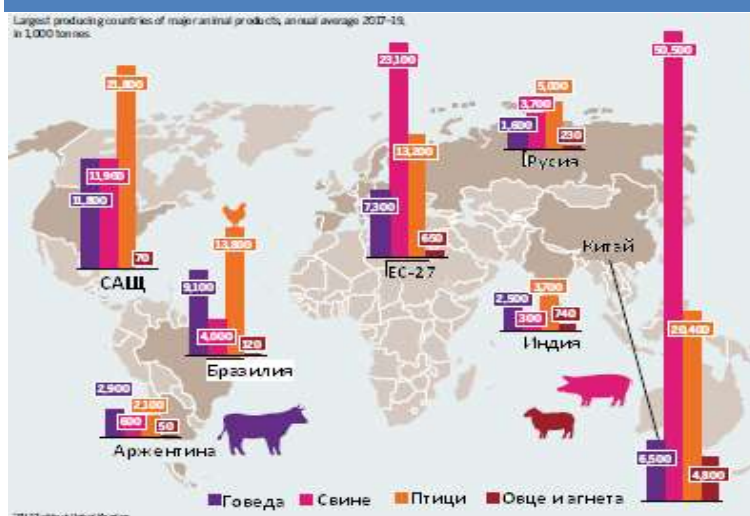 Largest producing countries of major animal products, annual average 2017-19,
in 1,000 tonnes
21,800
11,900
11,800
70
САЩ
23,100
13,200
7,300
650
ЕС-27
5,000
3,700
1,600
230
Русия
50,500
20,400
6,500
4,800
Китай
13,800
9,100
4,000
120
Бразилия
3,700
2,500
300
740
Индия
2,900
2,100
600
50
Аржентина
Говеда Свине Птици Овце и агнета